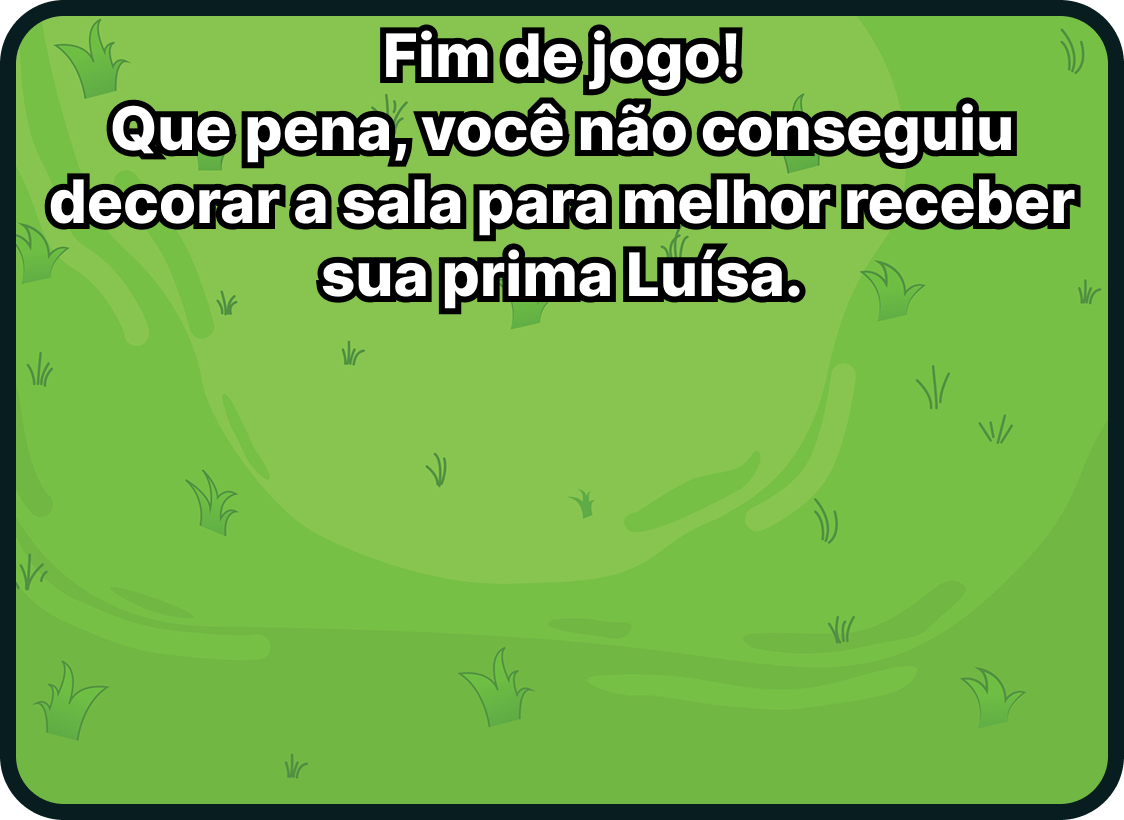 Fim de jogo!
Que pena, você não conseguiu
decorar a sala para melhor receber
sua prima Luísa.